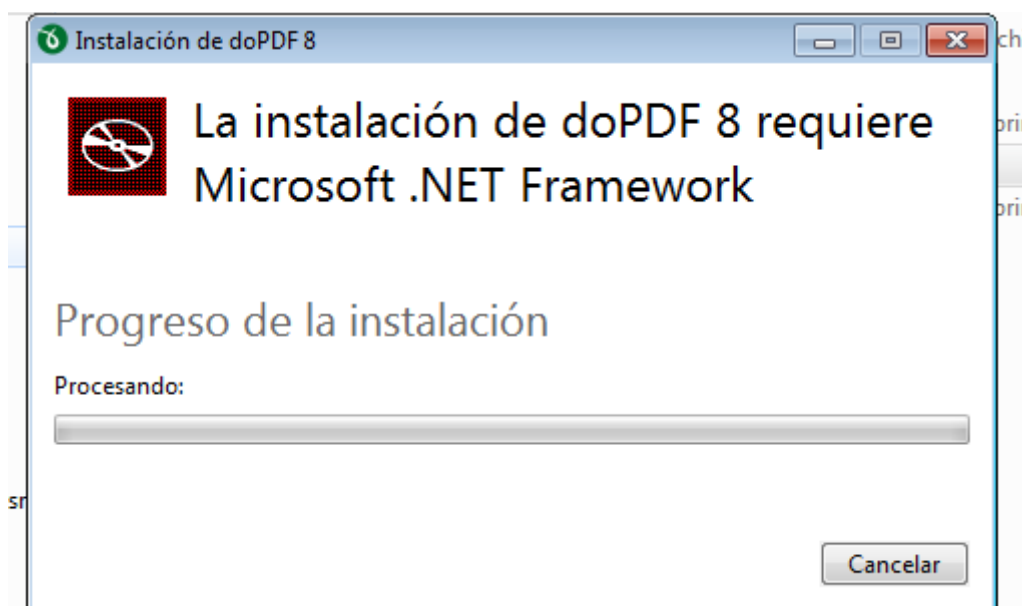 Instalación de doPDF 8
La instalación de doPDF 8 requiere
Microsoft .NET Framework
Progreso de la instalación
Procesando:
Cancelar